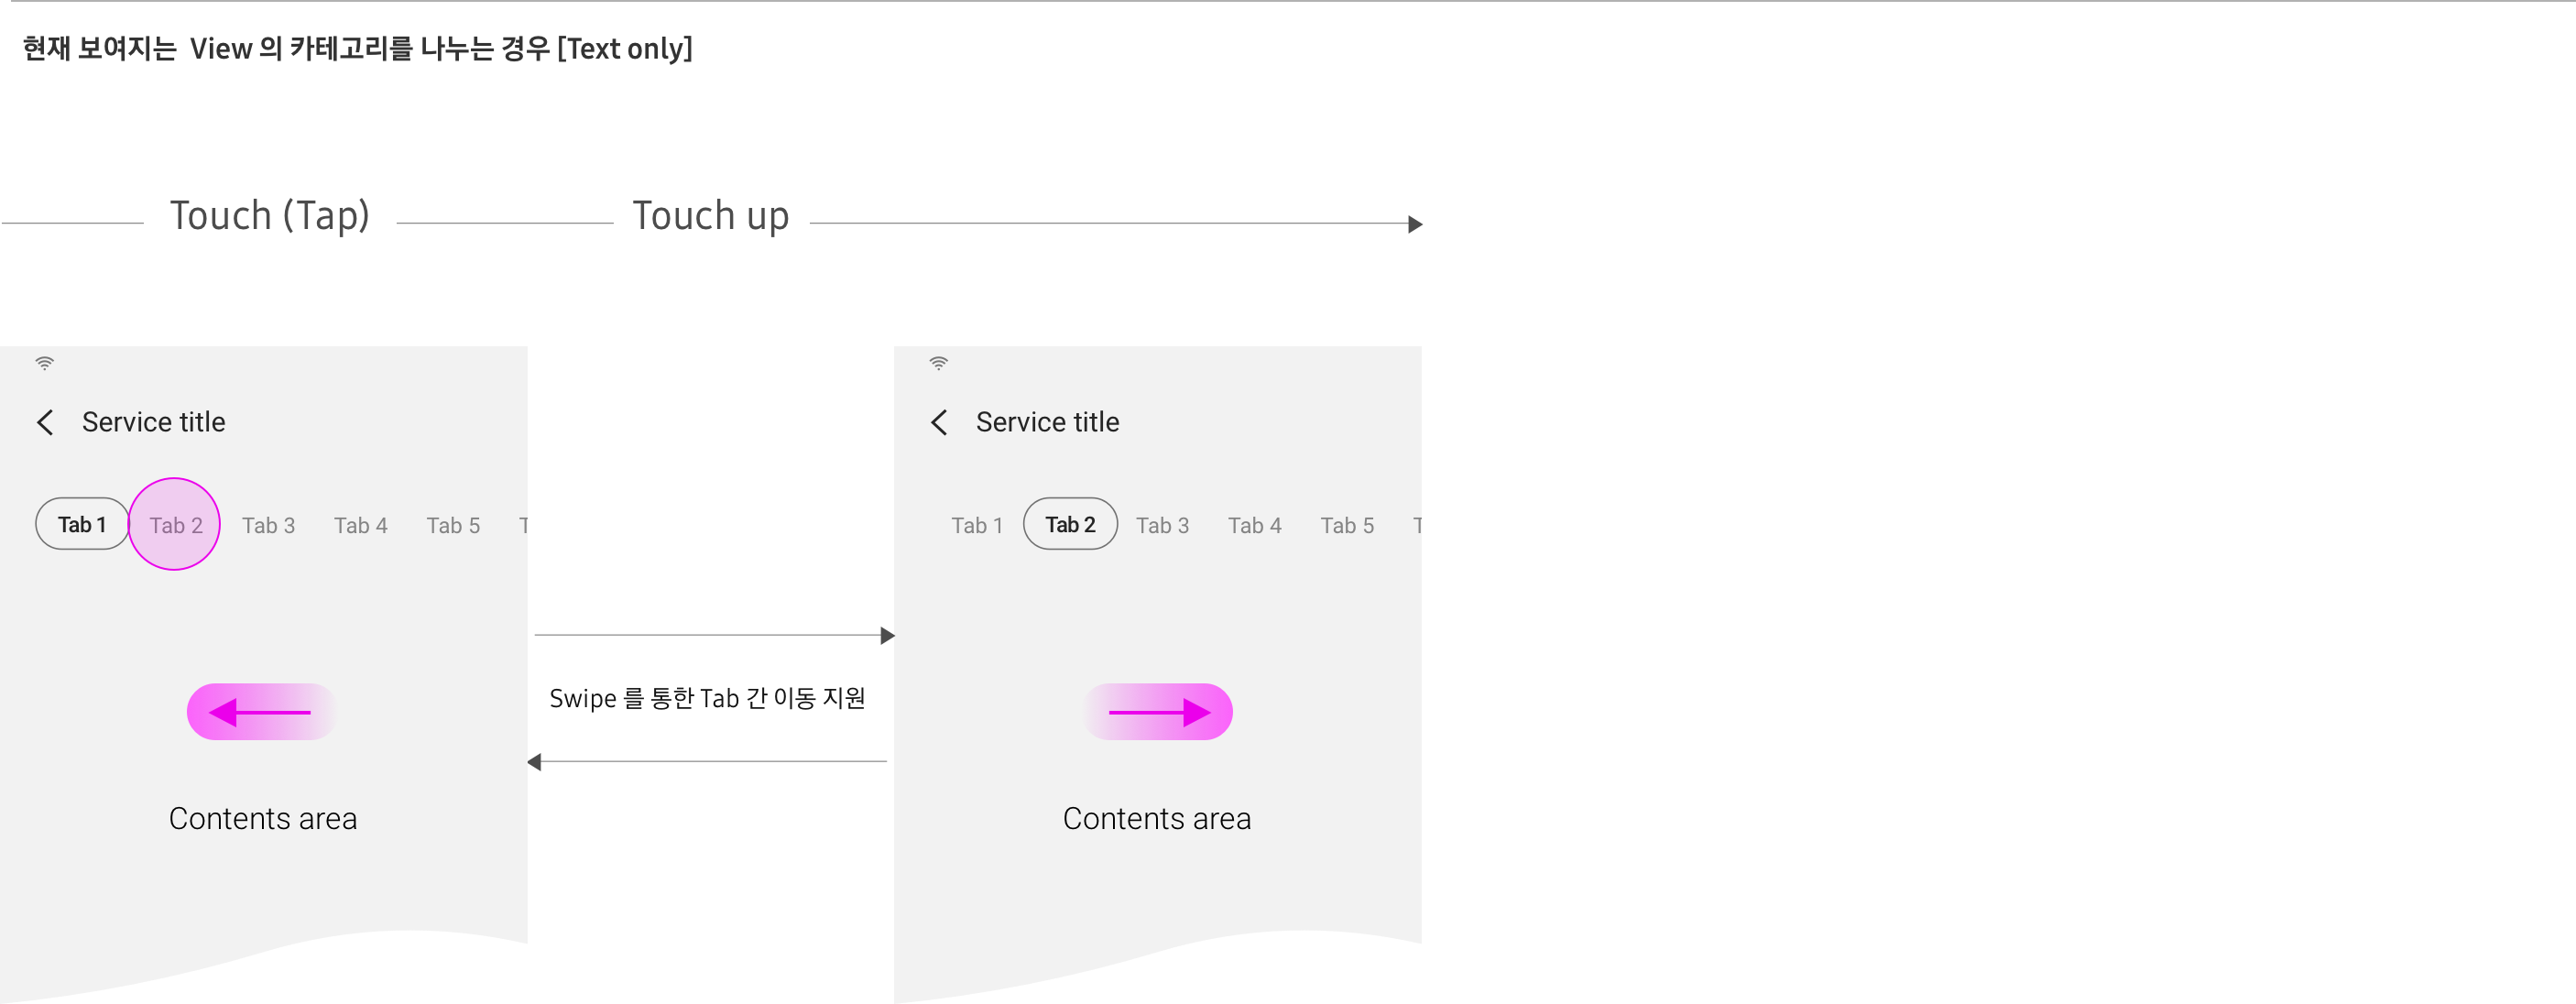 현재 보여지는 View 의 카테고리를 나누는 경우 [Text only]
Touch (Tap)
Touch up
Service title
Tab 1 Tab 2 Tab 3 Tab 4 Tab 5 T
Contents area
Swipe 를 통한 Tab 간 이동 지원
Service title
Tab 1 Tab 2 Tab 3 Tab 4 Tab 5 T
Contents area